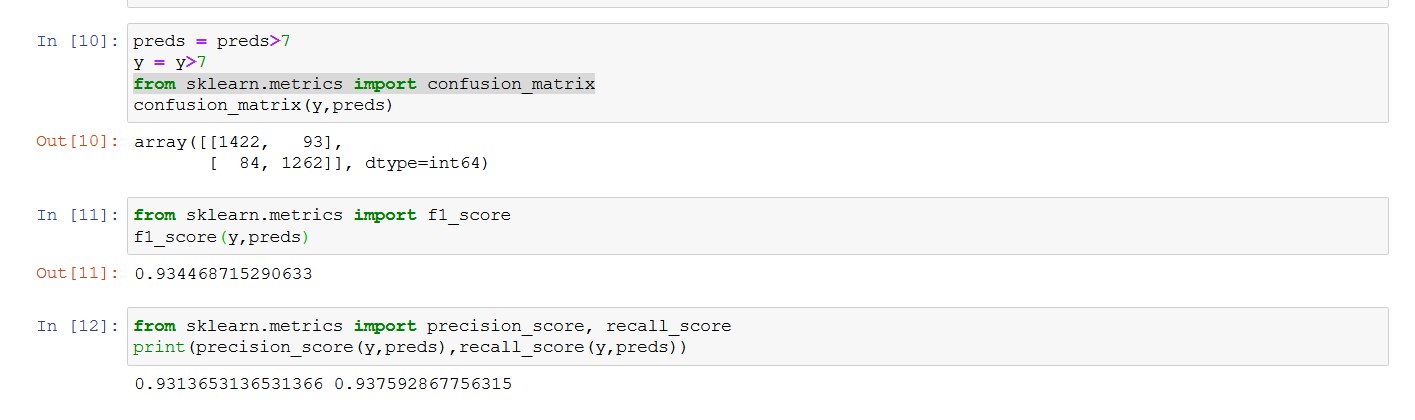 In [10]: preds = preds>7
y = y>7
from sklearn.metrics import confusion_matrix
confusion_matrix(y,preds)
Out[10]: array([[1422,   93],
       [  84, 1262]], dtype=int64)
In [11]: from sklearn.metrics import f1_score
f1_score(y,preds)
Out[11]: 0.934468715290633
In [12]: from sklearn.metrics import precision_score, recall_score
print(precision_score(y,preds),recall_score(y,preds))
0.9313653136531366 0.937592867756315